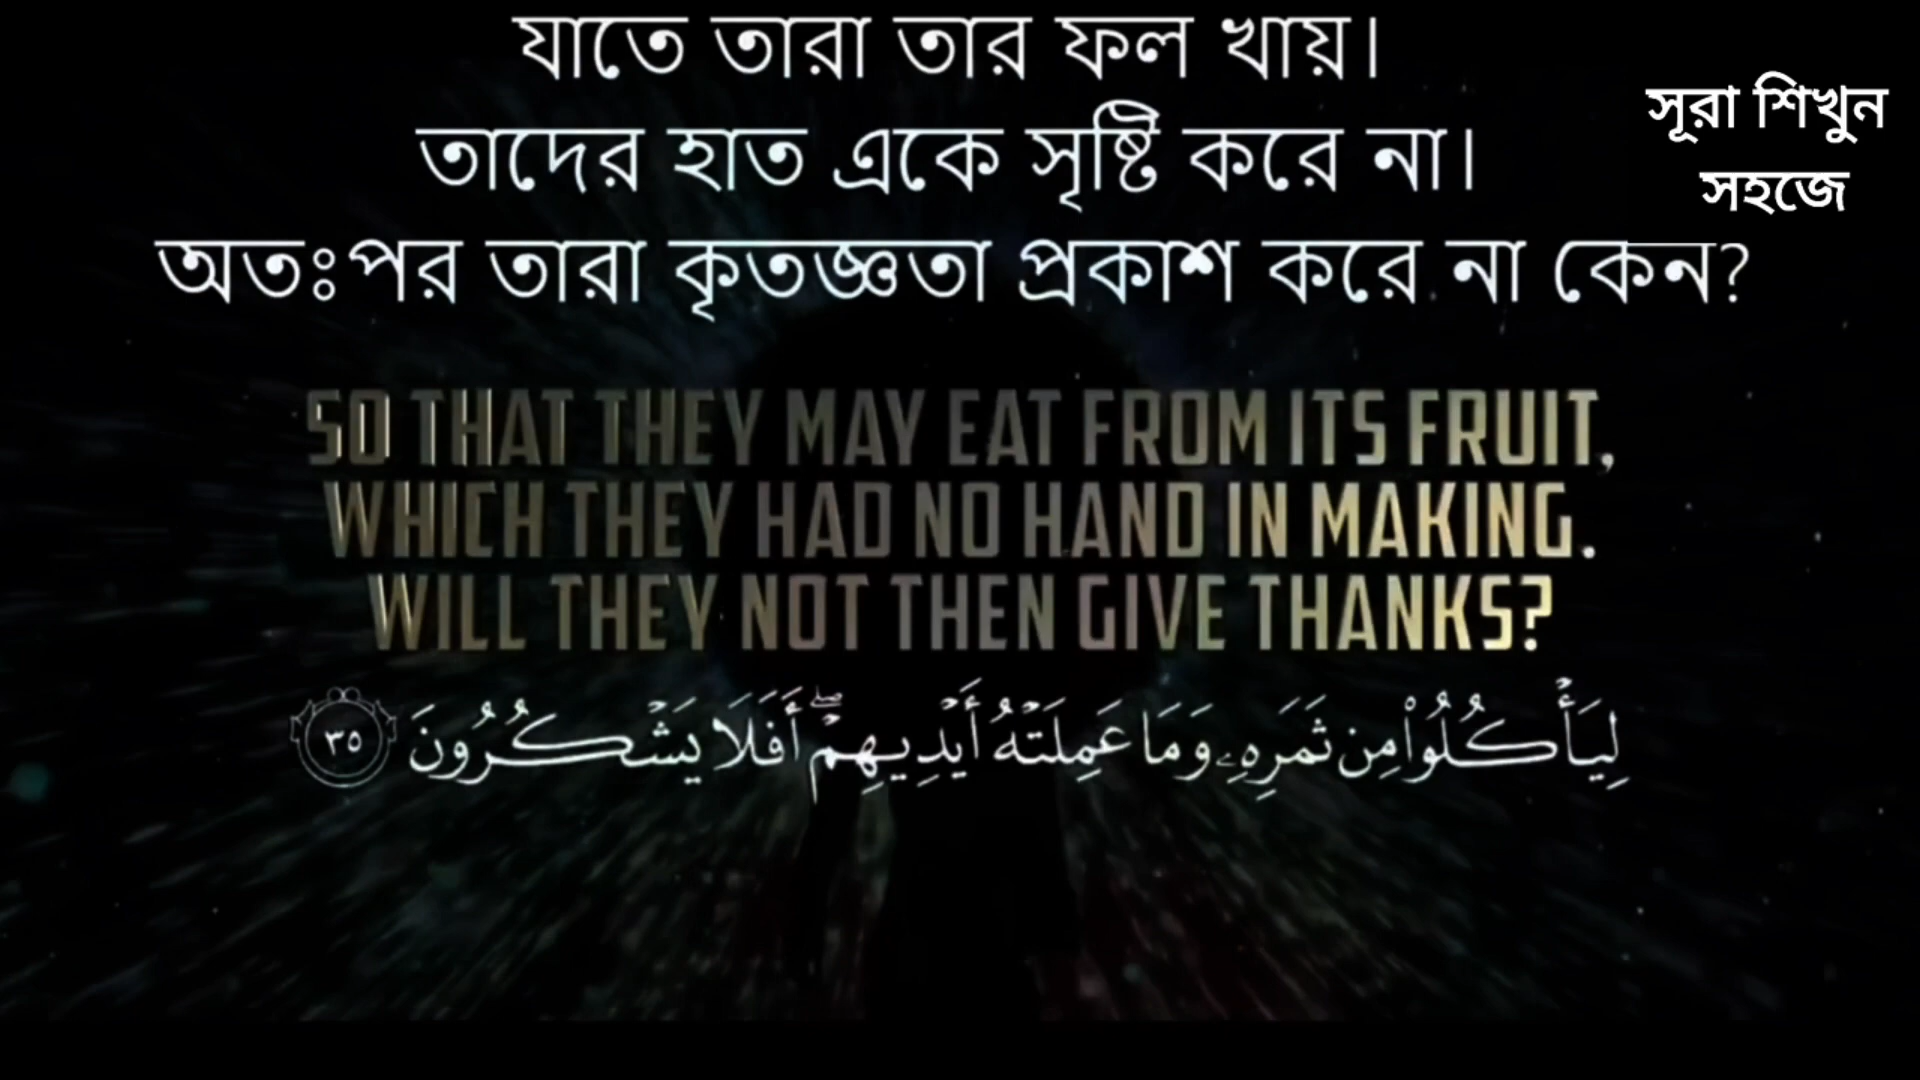 যাতে তারা তার ফল খায়।
তাদের হাত একে সৃষ্টি করে না।
অতঃপর তারা কৃতজ্ঞতা প্রকাশ করে না কেন?
সূরা শিখুন
সহজে
SO THAT THEY MAY EAT FROM ITS FRUIT,
WHICH THEY HAD NO HAND IN MAKING.
WILL THEY NOT THEN GIVE THANKS?
لِيَأْكُلُوا۟ مِن ثَمَرِهِۦ وَمَا عَمِلَتْهُ أَيْدِيهِمْ ۖ أَفَلَا يَشْكُرُونَ ٣٥